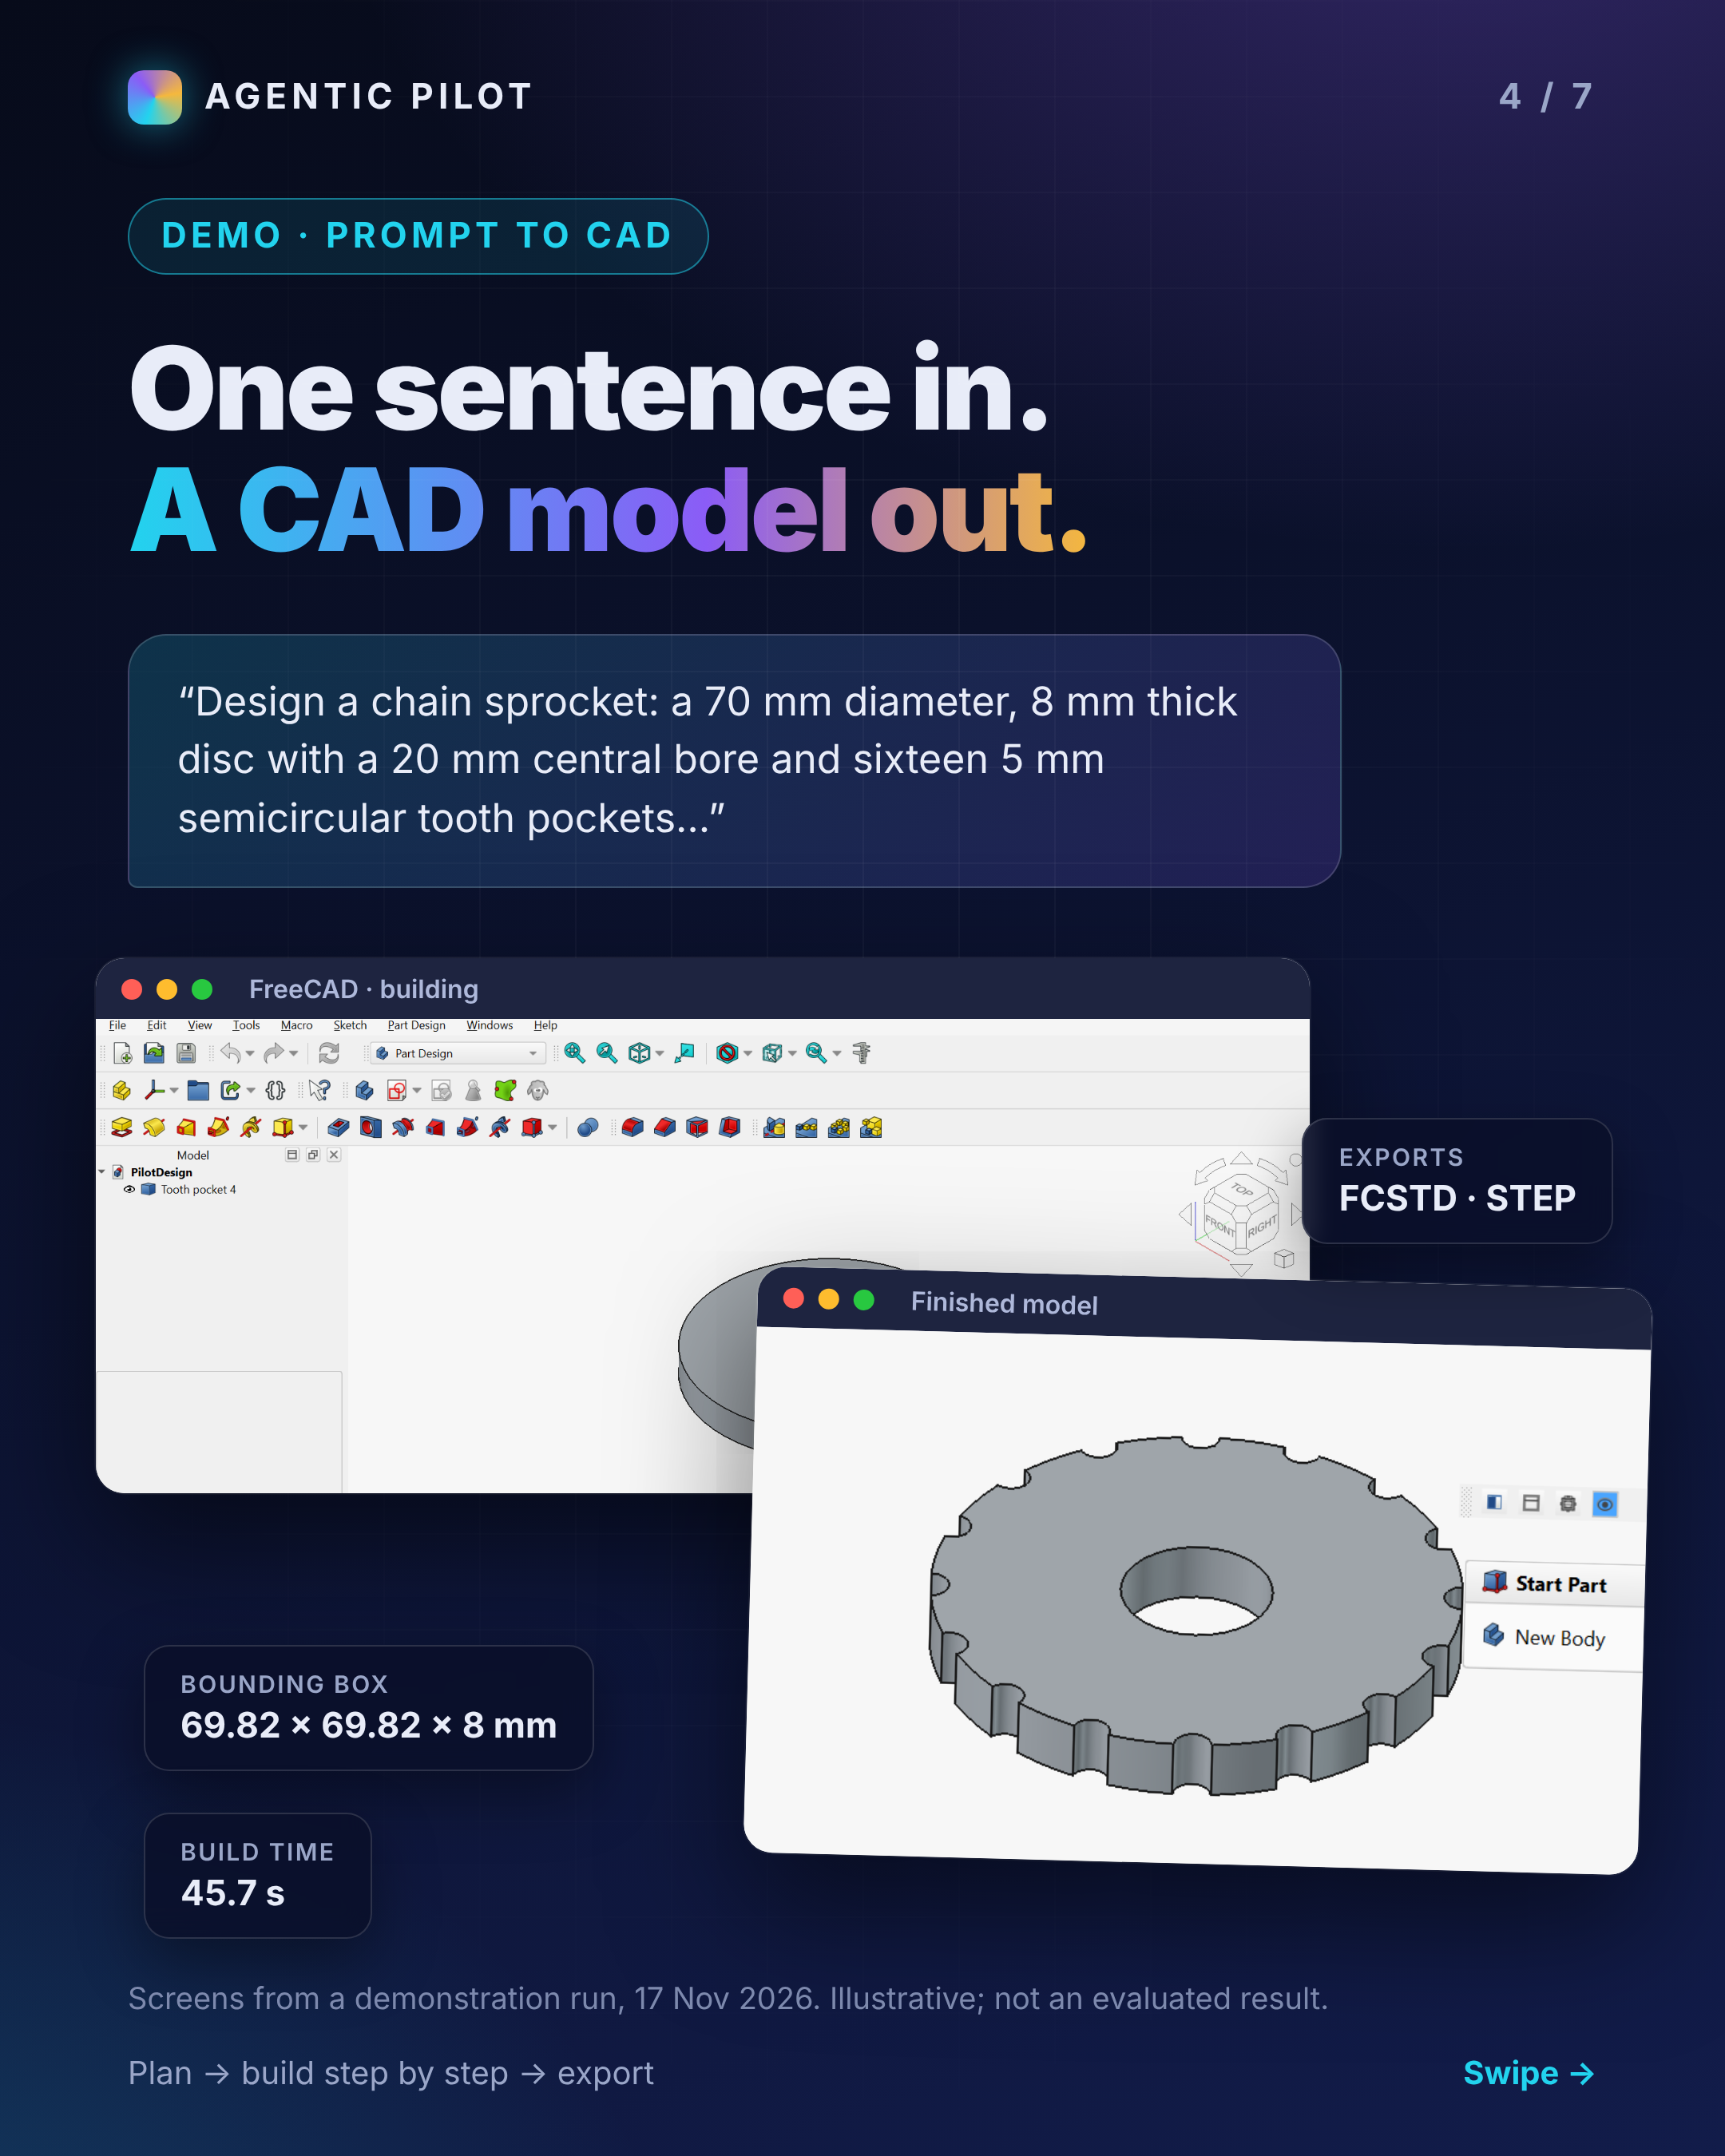 AGENTIC PILOT
4 / 7
DEMO · PROMPT TO CAD
One sentence in.
A CAD model out.
“Design a chain sprocket: a 70 mm diameter, 8 mm thick
disc with a 20 mm central bore and sixteen 5 mm
semicircular tooth pockets…”
FreeCAD · building
File Edit View Tools Macro Sketch Part Design Windows Help
Part Design
Model
PilotDesign
Tooth pocket 4
TOP
FRONT
RIGHT
EXPORTS
FCSTD · STEP
Finished model
Start Part
New Body
BOUNDING BOX
69.82 × 69.82 × 8 mm
BUILD TIME
45.7 s
Screens from a demonstration run, 17 Nov 2026. Illustrative; not an evaluated result.
Plan → build step by step → export
Swipe →